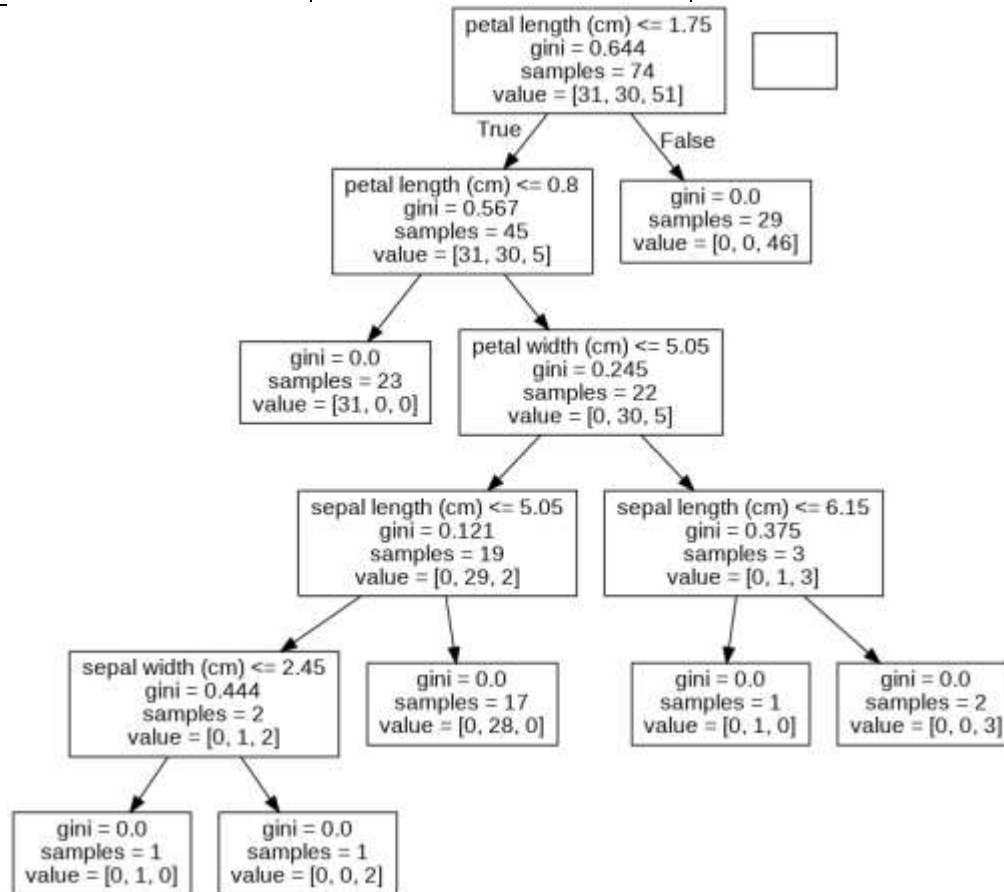 petal length (cm) <= 1.75
gini = 0.644
samples = 74
value = [31, 30, 51]
True
False
petal length (cm) <= 0.8
gini = 0.567
samples = 45
value = [31, 30, 5]
gini = 0.0
samples = 29
value = [0, 0, 46]
gini = 0.0
samples = 23
value = [31, 0, 0]
petal width (cm) <= 5.05
gini = 0.245
samples = 22
value = [0, 30, 5]
sepal length (cm) <= 5.05
gini = 0.121
samples = 19
value = [0, 29, 2]
sepal length (cm) <= 6.15
gini = 0.375
samples = 3
value = [0, 1, 3]
sepal width (cm) <= 2.45
gini = 0.444
samples = 2
value = [0, 1, 2]
gini = 0.0
samples = 17
value = [0, 28, 0]
gini = 0.0
samples = 1
value = [0, 1, 0]
gini = 0.0
samples = 2
value = [0, 0, 3]
gini = 0.0
samples = 1
value = [0, 1, 0]
gini = 0.0
samples = 1
value = [0, 0, 2]